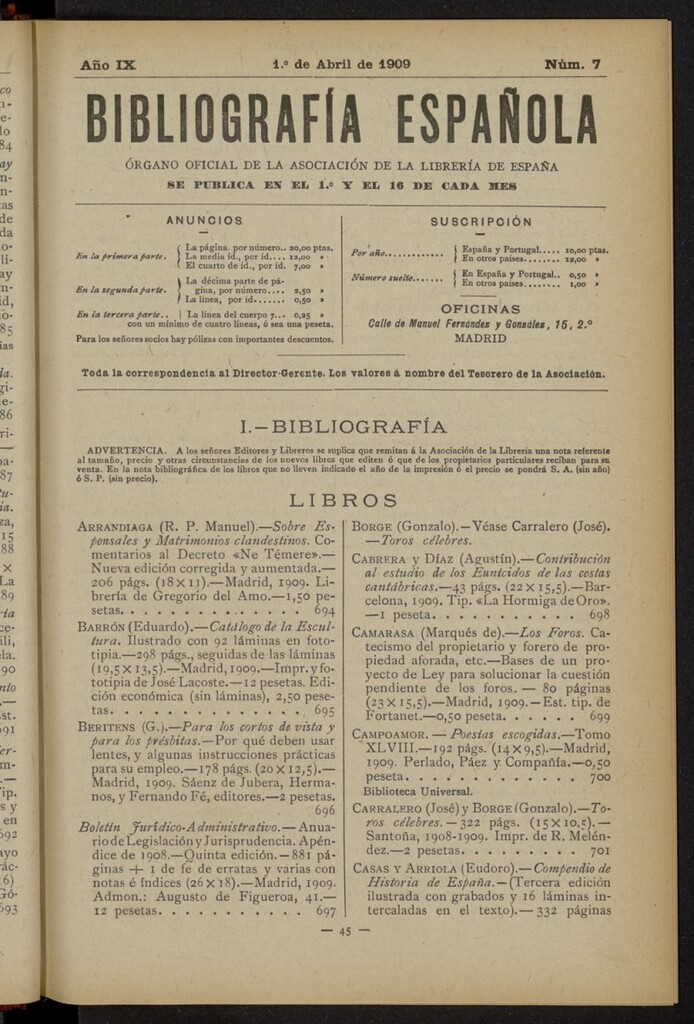 Año IX 1.º de Abril de 1909 Núm. 7
BIBLIOGRAFÍA ESPAÑOLA
ÓRGANO OFICIAL DE LA ASOCIACIÓN DE LA LIBRERÍA DE ESPAÑA
SE PUBLICA EN EL 1.º Y EL 16 DE CADA MES
ANUNCIOS
En la primera parte. La página, por número.. 20,00 ptas.
La media íd., por íd.... 12,00 »
El cuarto de íd., por íd. 7,00 »
En la segunda parte. La décima parte de pá-
gina, por número.... 2,50 »
La línea, por íd....... 0,50 »
En la tercera parte.. La línea del cuerpo 7... 0,25 »
con un mínimo de cuatro líneas, ó sea una peseta.
Para los señores socios hay pólizas con importantes descuentos.
SUSCRIPCIÓN
Por año............ España y Portugal..... 10,00 ptas.
En otros países........ 12,00 »
Número suelto....... En España y Portugal.. 0,50 »
En otros países........ 1,00 »
OFICINAS
Calle de Manuel Fernández y González, 15, 2.º
MADRID
Toda la correspondencia al Director-Gerente. Los valores á nombre del Tesorero de la Asociación.
I.—BIBLIOGRAFÍA
ADVERTENCIA. A los señores Editores y Libreros se suplica que remitan á la Asociación de la Librería una nota referente
al tamaño, precio y otras circunstancias de los nuevos libros que editen ó que de los propietarios particulares reciban para su
venta. En la nota bibliográfica de los libros que no lleven indicado el año de la impresión ó el precio se pondrá S. A. (sin año)
ó S. P. (sin precio).
LIBROS
ARRANDIAGA (R. P. Manuel).—Sobre Es-
ponsales y Matrimonios clandestinos. Co-
mentarios al Decreto «Ne Témere».—
Nueva edición corregida y aumentada.—
206 págs. (18 × 11).—Madrid, 1909. Li-
brería de Gregorio del Amo.—1,50 pe-
setas. . . . . . . . . . . . . . 694
BARRÓN (Eduardo).—Catálogo de la Escul-
tura. Ilustrado con 92 láminas en foto-
tipia.—298 págs., seguidas de las láminas
(19,5 × 13,5).—Madrid, 1909.—Impr. y fo-
totipia de José Lacoste.—12 pesetas. Edi-
ción económica (sin láminas), 2,50 pese-
tas. . . . . . . . . . . . . . . 695
BERITENS (G.).—Para los cortos de vista y
para los présbitas.—Por qué deben usar
lentes, y algunas instrucciones prácticas
para su empleo.—178 págs. (20 × 12,5).—
Madrid, 1909. Sáenz de Jubera, Herma-
nos, y Fernando Fé, editores.—2 pesetas.
696
Boletín Jurídico-Administrativo.—Anua-
rio de Legislación y Jurisprudencia. Apén-
dice de 1908.—Quinta edición.—881 pá-
ginas + 1 de fe de erratas y varias con
notas é índices (26 × 18).—Madrid, 1909.
Admon.: Augusto de Figueroa, 41.—
12 pesetas. . . . . . . . . . . . 697
BORGE (Gonzalo).—Véase Carralero (José).
—Toros célebres.
CABRERA y DÍAZ (Agustín).—Contribución
al estudio de los Eunícidos de las costas
cantábricas.—43 págs. (22 × 15,5).—Bar-
celona, 1909. Tip. «La Hormiga de Oro».
—1 peseta. . . . . . . . . . . 698
CAMARASA (Marqués de).—Los Foros. Ca-
tecismo del propietario y forero de pro-
piedad aforada, etc.—Bases de un pro-
yecto de Ley para solucionar la cuestión
pendiente de los foros. — 80 páginas
(23 × 15,5).—Madrid, 1909.—Est. tip. de
Fortanet.—0,50 peseta. . . . . . 699
CAMPOAMOR. — Poesías escogidas.—Tomo
XLVIII.—192 págs. (14 × 9,5).—Madrid,
1909. Perlado, Páez y Compañía.—0,50
peseta. . . . . . . . . . . . . 700
Biblioteca Universal.
CARRALERO (José) y BORGE (Gonzalo).—To-
ros célebres.—322 págs. (15 × 10,5).—
Santoña, 1908-1909. Impr. de R. Melén-
dez.—2 pesetas. . . . . . . . . 701
CASAS Y ARRIOLA (Eudoro).—Compendio de
Historia de España.—(Tercera edición
ilustrada con grabados y 16 láminas in-
tercaladas en el texto).—332 páginas
— 45 —